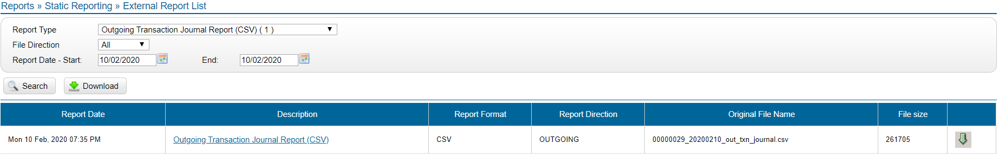 Reports » Static Reporting » External Report List
Report Type Outgoing Transaction Journal Report (CSV) ( 1 )
File Direction All
Report Date - Start: 10/02/2020 End: 10/02/2020
Search Download
Report Date Description Report Format Report Direction Original File Name File size
Mon 10 Feb, 2020 07:35 PM Outgoing Transaction Journal Report (CSV) CSV OUTGOING 00000029_20200210_out_txn_journal.csv 261705